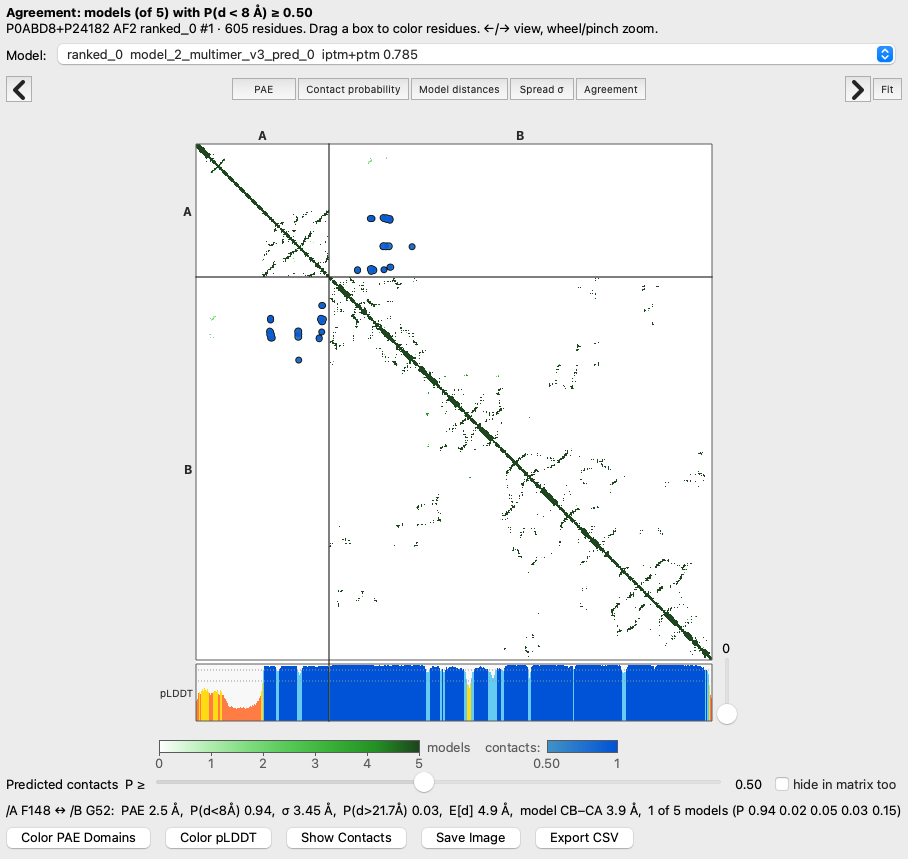 Agreement: models (of 5) with P(d < 8 Å) ≥ 0.50
P0ABD8+P24182 AF2 ranked_0 #1 · 605 residues. Drag a box to color residues. ←/→ view, wheel/pinch zoom.
Model: ranked_0 model_2_multimer_v3_pred_0 iptm+ptm 0.785
PAE Contact probability Model distances Spread σ Agreement Fit
A B
A
B
0
pLDDT
models contacts:
0 1 2 3 4 5 0.50 1
Predicted contacts P ≥ 0.50 hide in matrix too
/A F148 ↔ /B G52: PAE 2.5 Å, P(d<8Å) 0.94, σ 3.45 Å, P(d>21.7Å) 0.03, E[d] 4.9 Å, model CB−CA 3.9 Å, 1 of 5 models (P 0.94 0.02 0.05 0.03 0.15)
Color PAE Domains Color pLDDT Show Contacts Save Image Export CSV